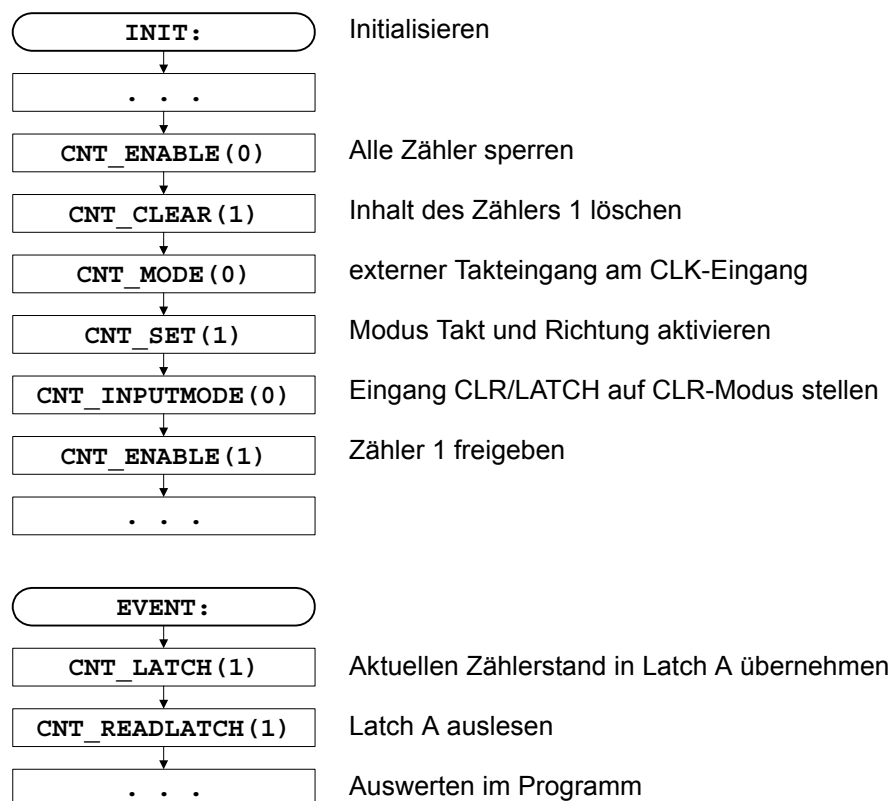 INIT: Initialisieren
. . .
CNT_ENABLE(0) Alle Zähler sperren
CNT_CLEAR(1) Inhalt des Zählers 1 löschen
CNT_MODE(0) externer Takteingang am CLK-Eingang
CNT_SET(1) Modus Takt und Richtung aktivieren
CNT_INPUTMODE(0) Eingang CLR/LATCH auf CLR-Modus stellen
CNT_ENABLE(1) Zähler 1 freigeben
. . .
EVENT:
CNT_LATCH(1) Aktuellen Zählerstand in Latch A übernehmen
CNT_READLATCH(1) Latch A auslesen
. . . Auswerten im Programm